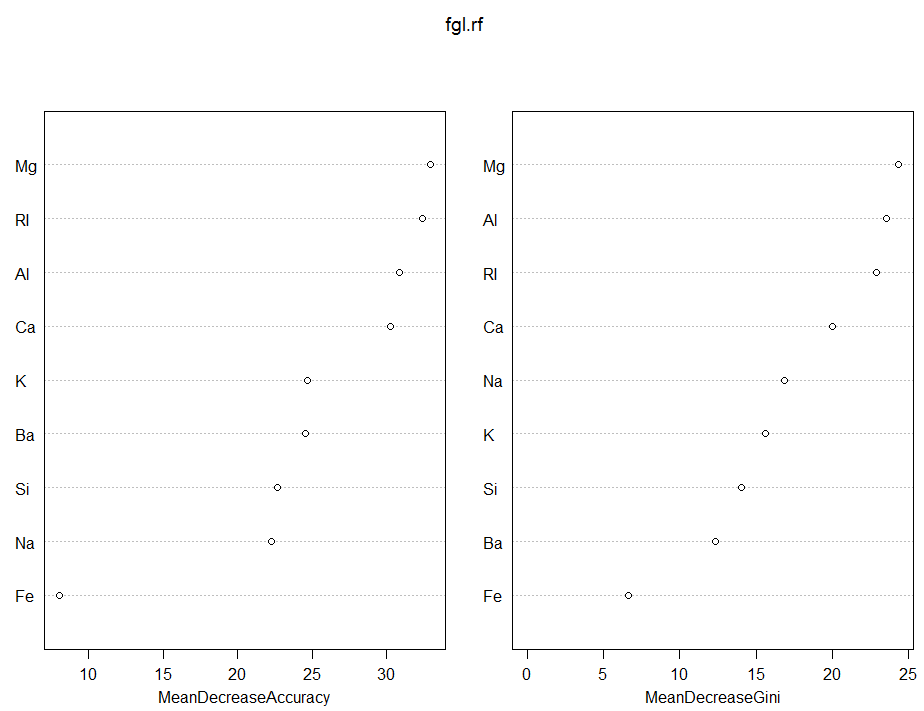 fgl.rf
Mg
RI
Al
Ca
K
Ba
Si
Na
Fe
10 15 20 25 30
MeanDecreaseAccuracy
Mg
Al
RI
Ca
Na
K
Si
Ba
Fe
0 5 10 15 20 25
MeanDecreaseGini